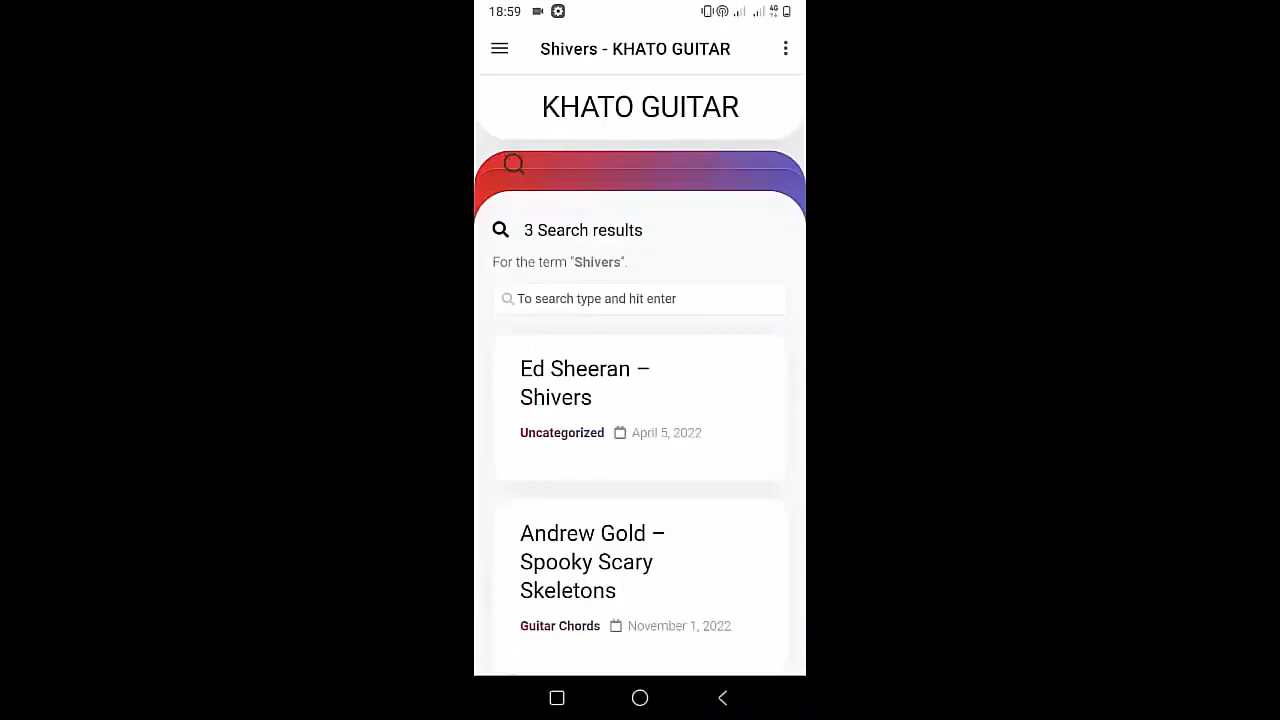 18:59
4G
Shivers - KHATO GUITAR
KHATO GUITAR
3 Search results
For the term "Shivers".
To search type and hit enter
Ed Sheeran –
Shivers
Uncategorized April 5, 2022
Andrew Gold –
Spooky Scary
Skeletons
Guitar Chords November 1, 2022